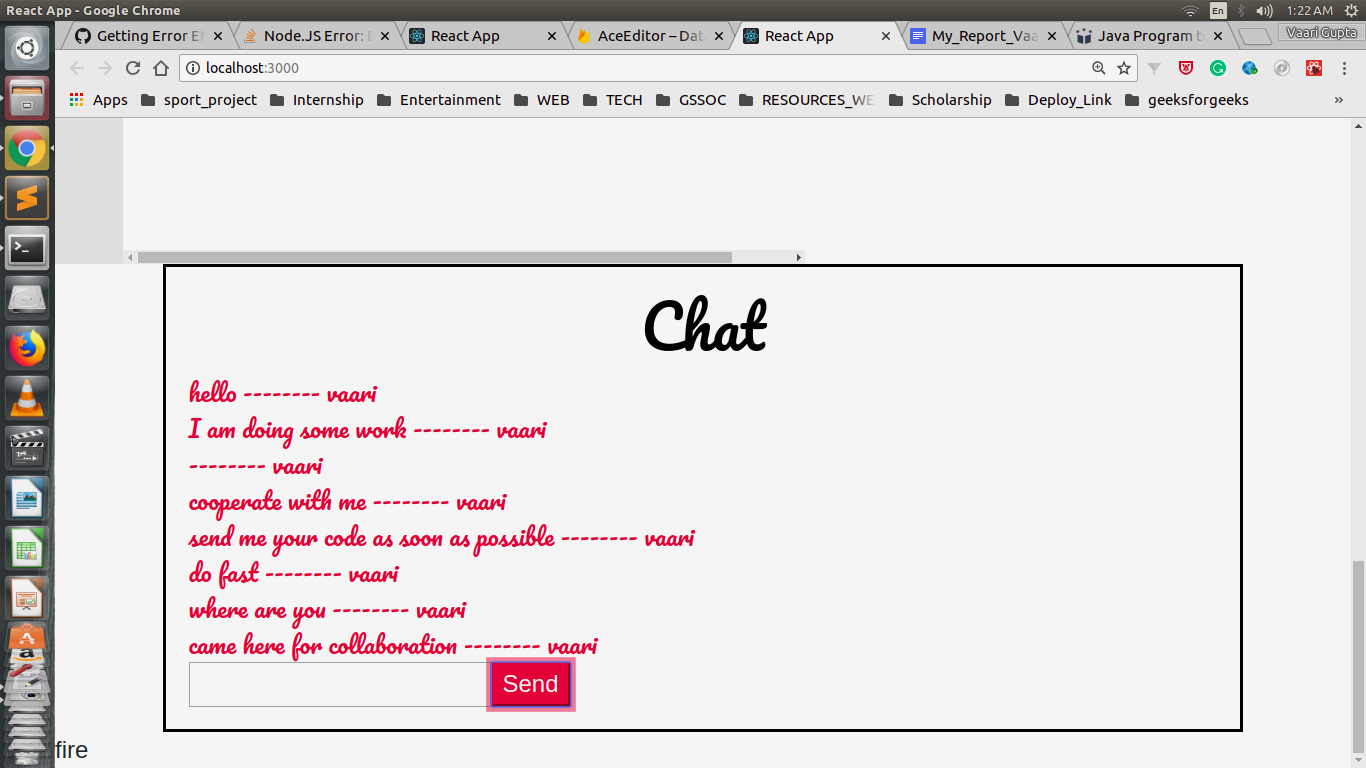 React App - Google Chrome
En
1:22 AM
Getting Error E
Node.JS Error: E
React App
AceEditor – Dat
React App
My_Report_Vaa
Java Program to
Vaari Gupta
localhost:3000
Apps
sport_project
Internship
Entertainment
WEB
TECH
GSSOC
RESOURCES_WE
Scholarship
Deploy_Link
geeksforgeeks
»
Chat
hello -------- vaari
I am doing some work -------- vaari
-------- vaari
cooperate with me -------- vaari
send me your code as soon as possible -------- vaari
do fast -------- vaari
where are you -------- vaari
came here for collaboration -------- vaari
Send
fire